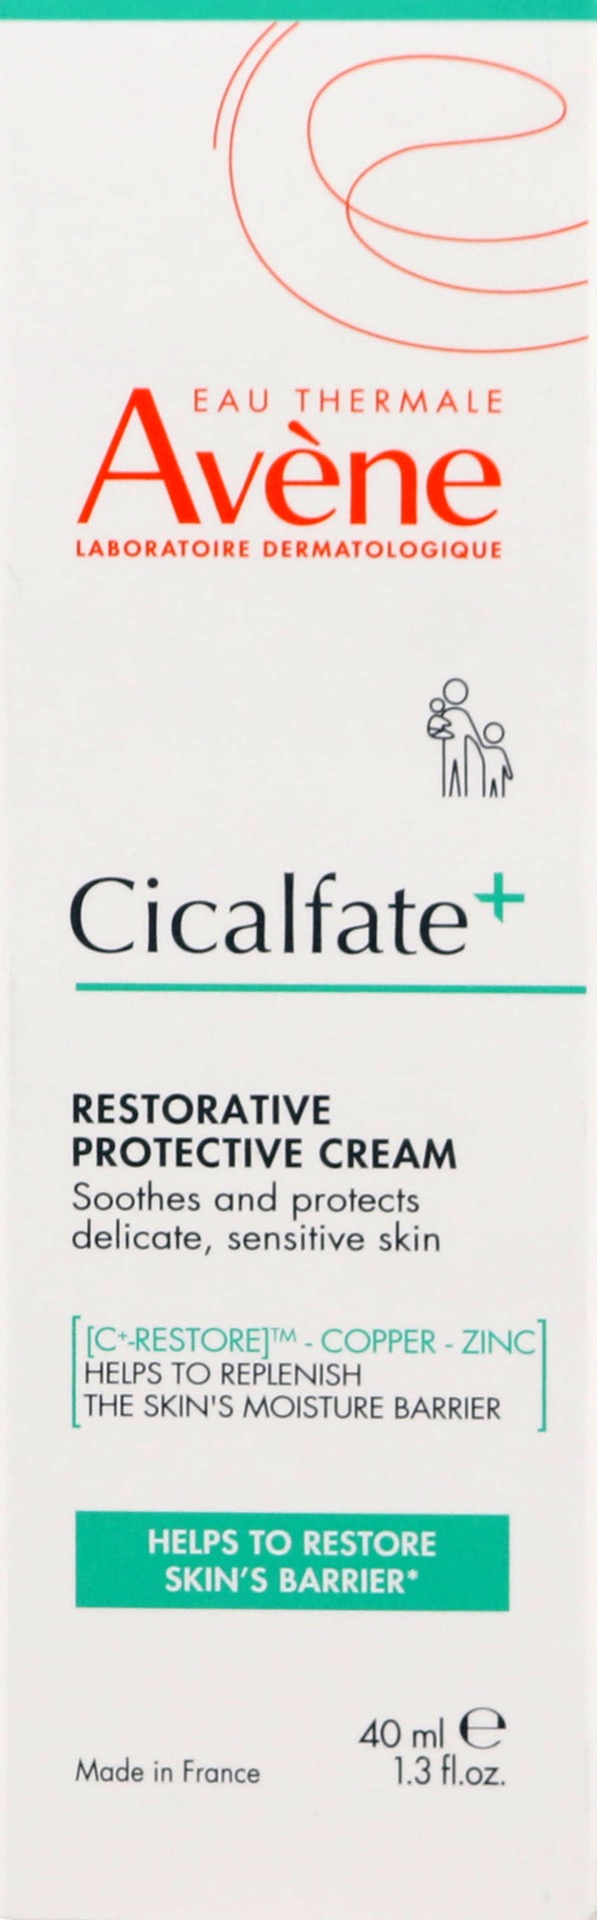 EAU THERMALE
Avène
LABORATOIRE DERMATOLOGIQUE
Cicalfate+
RESTORATIVE
PROTECTIVE CREAM
Soothes and protects
delicate, sensitive skin
[C+-RESTORE]™ - COPPER - ZINC
HELPS TO REPLENISH
THE SKIN'S MOISTURE BARRIER
HELPS TO RESTORE
SKIN'S BARRIER*
40 ml ℮
Made in France 1.3 fl.oz.